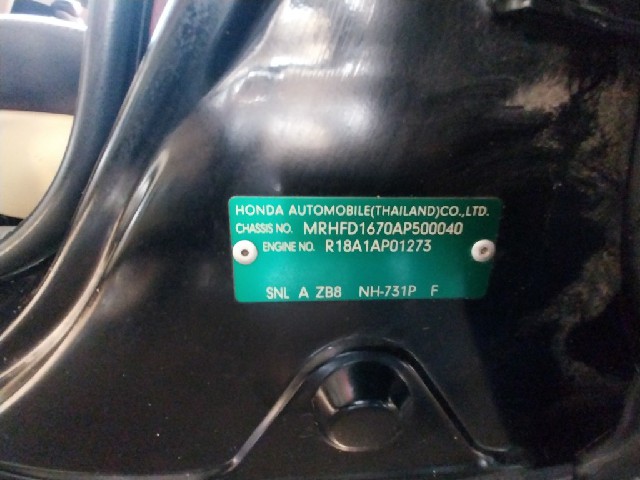 HONDA AUTOMOBILE(THAILAND)CO.,LTD.
CHASSIS NO. MRHFD1670AP500040
ENGINE NO. R18A1AP01273
SNL A ZB8 NH-731P F